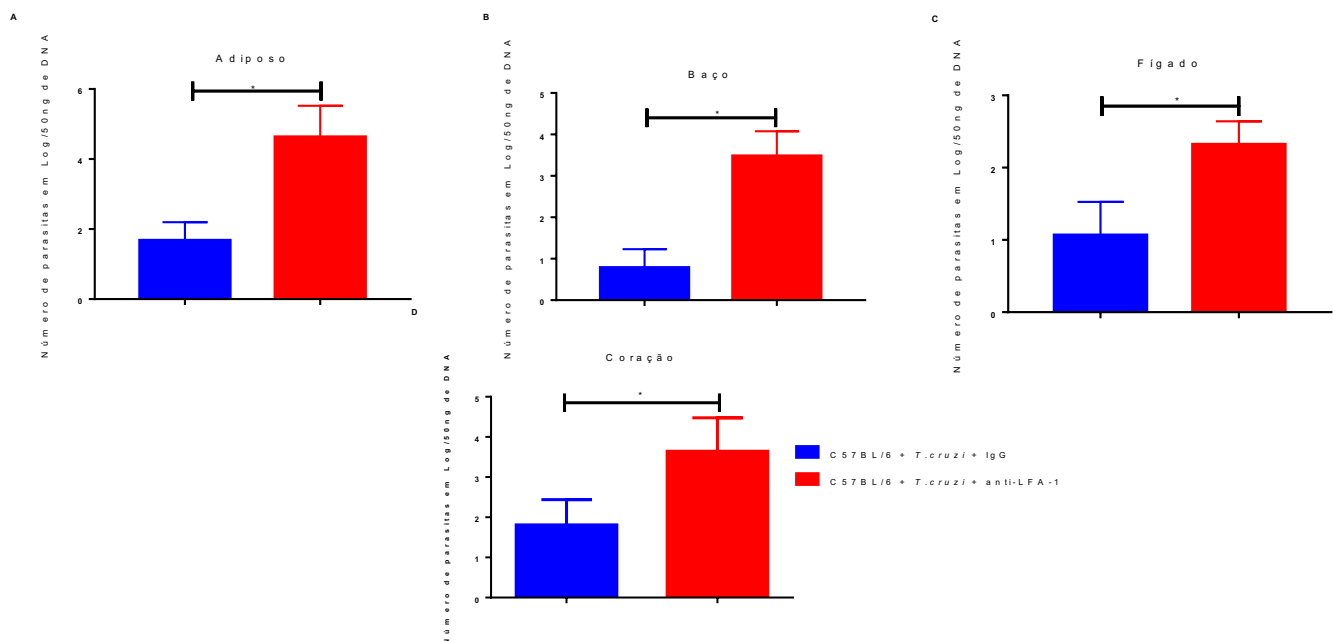 A
Adiposo
Número de parasitas em Log/50ng de DNA
6
4
2
0
*
B
Baço
Número de parasitas em Log/50ng de DNA
5
4
3
2
1
0
*
C
Fígado
Número de parasitas em Log/50ng de DNA
3
2
1
0
*
D
Coração
Número de parasitas em Log/50ng de DNA
5
4
3
2
1
0
*
C57BL/6 + T.cruzi + IgG
C57BL/6 + T.cruzi + anti-LFA-1